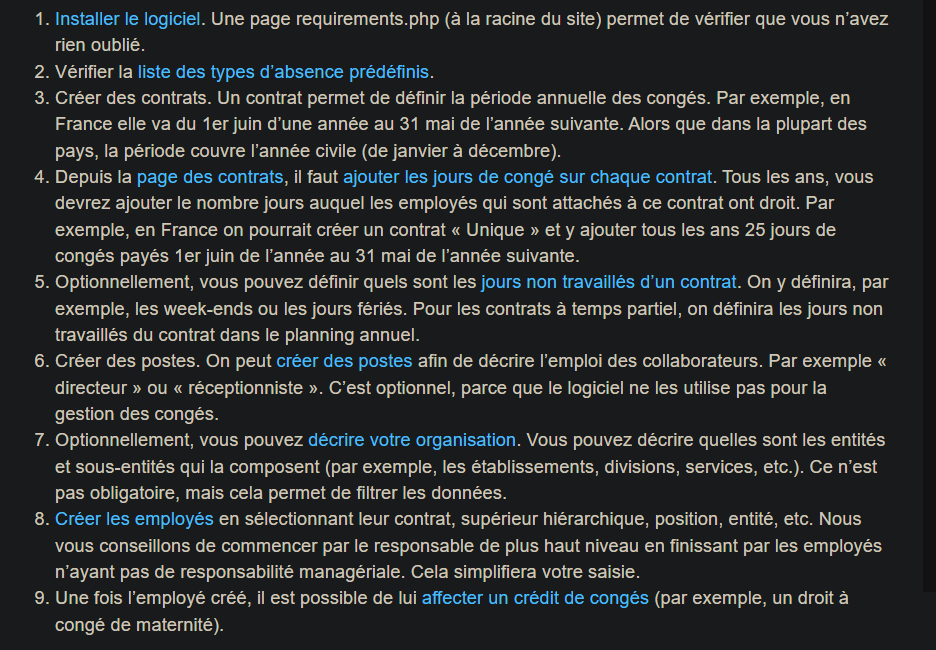 1. Installer le logiciel. Une page requirements.php (à la racine du site) permet de vérifier que vous n’avez
rien oublié.
2. Vérifier la liste des types d’absence prédéfinis.
3. Créer des contrats. Un contrat permet de définir la période annuelle des congés. Par exemple, en
France elle va du 1er juin d’une année au 31 mai de l’année suivante. Alors que dans la plupart des
pays, la période couvre l’année civile (de janvier à décembre).
4. Depuis la page des contrats, il faut ajouter les jours de congé sur chaque contrat. Tous les ans, vous
devrez ajouter le nombre jours auquel les employés qui sont attachés à ce contrat ont droit. Par
exemple, en France on pourrait créer un contrat « Unique » et y ajouter tous les ans 25 jours de
congés payés 1er juin de l’année au 31 mai de l’année suivante.
5. Optionnellement, vous pouvez définir quels sont les jours non travaillés d’un contrat. On y définira, par
exemple, les week-ends ou les jours fériés. Pour les contrats à temps partiel, on définira les jours non
travaillés du contrat dans le planning annuel.
6. Créer des postes. On peut créer des postes afin de décrire l’emploi des collaborateurs. Par exemple «
directeur » ou « réceptionniste ». C’est optionnel, parce que le logiciel ne les utilise pas pour la
gestion des congés.
7. Optionnellement, vous pouvez décrire votre organisation. Vous pouvez décrire quelles sont les entités
et sous-entités qui la composent (par exemple, les établissements, divisions, services, etc.). Ce n’est
pas obligatoire, mais cela permet de filtrer les données.
8. Créer les employés en sélectionnant leur contrat, supérieur hiérarchique, position, entité, etc. Nous
vous conseillons de commencer par le responsable de plus haut niveau en finissant par les employés
n’ayant pas de responsabilité managériale. Cela simplifiera votre saisie.
9. Une fois l’employé créé, il est possible de lui affecter un crédit de congés (par exemple, un droit à
congé de maternité).